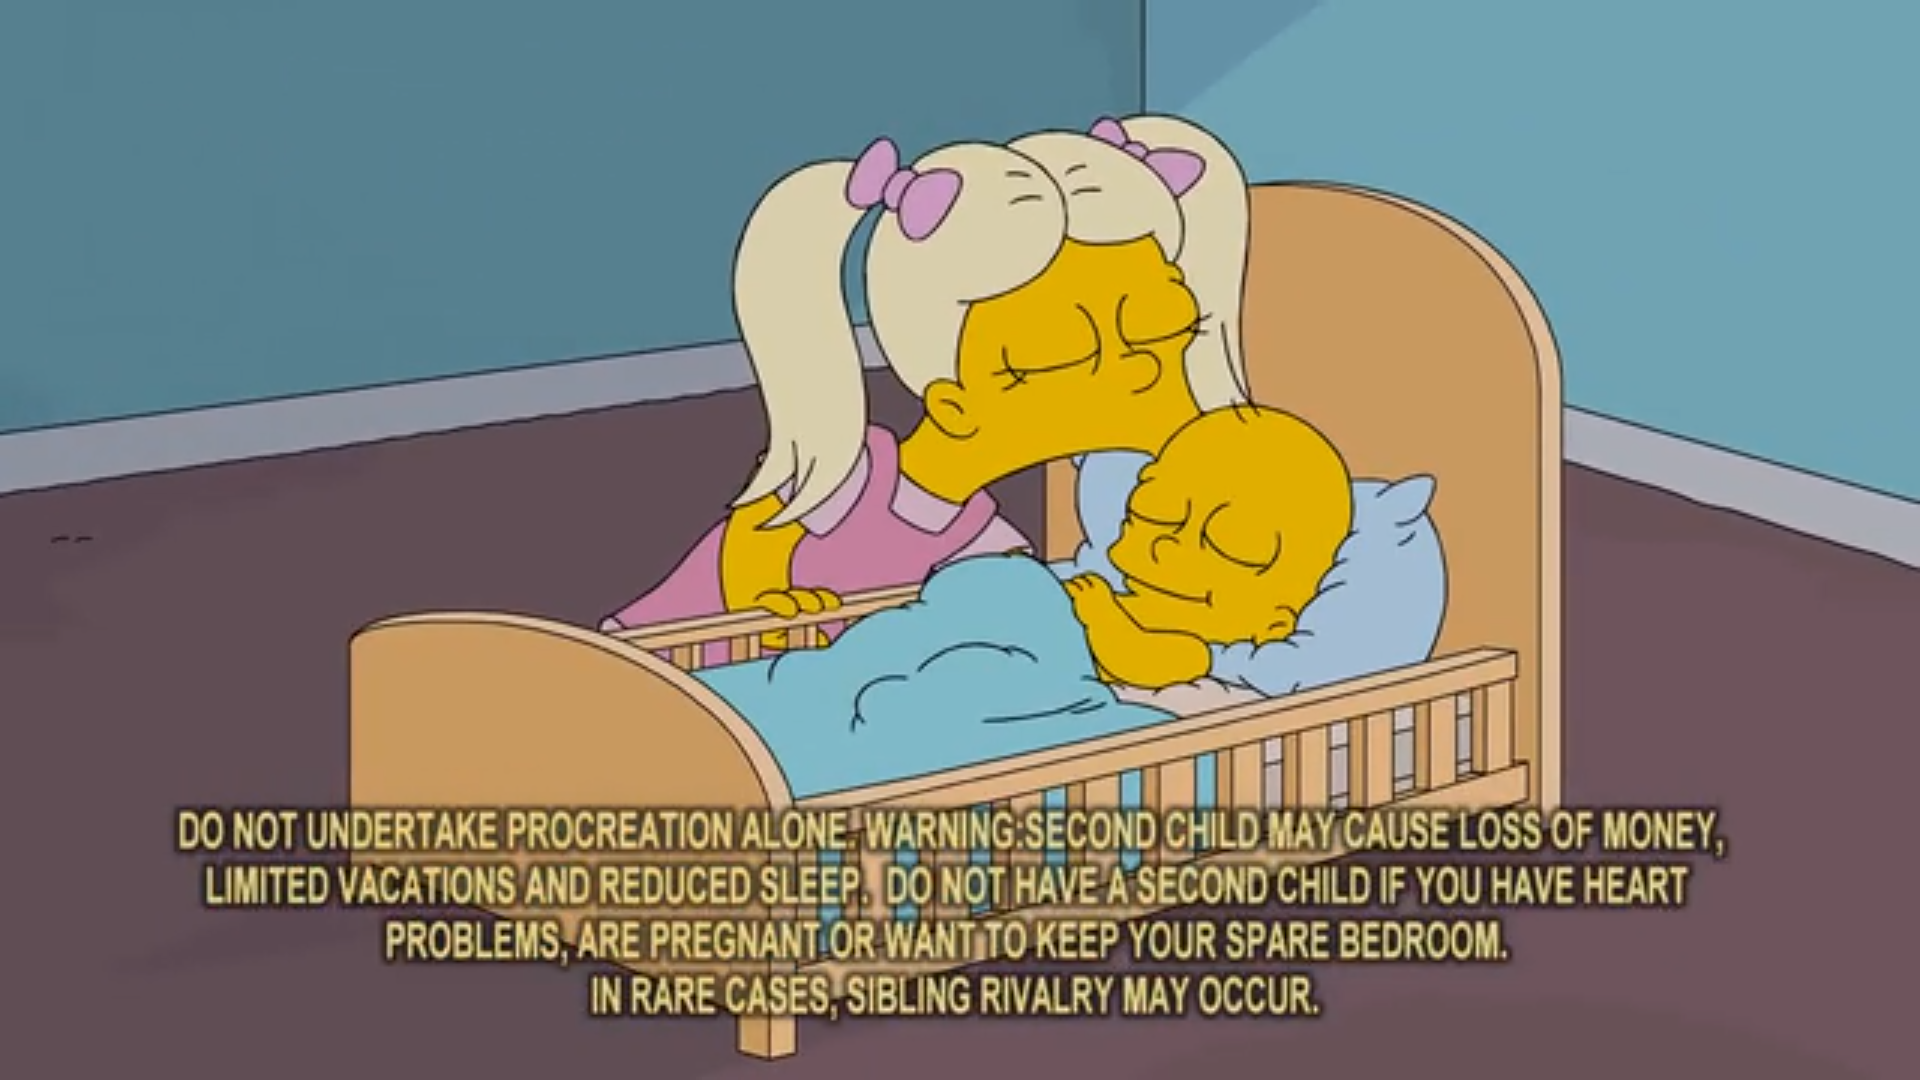 DO NOT UNDERTAKE PROCREATION ALONE. WARNING:SECOND CHILD MAY CAUSE LOSS OF MONEY,
LIMITED VACATIONS AND REDUCED SLEEP. DO NOT HAVE A SECOND CHILD IF YOU HAVE HEART
PROBLEMS, ARE PREGNANT OR WANT TO KEEP YOUR SPARE BEDROOM.
IN RARE CASES, SIBLING RIVALRY MAY OCCUR.